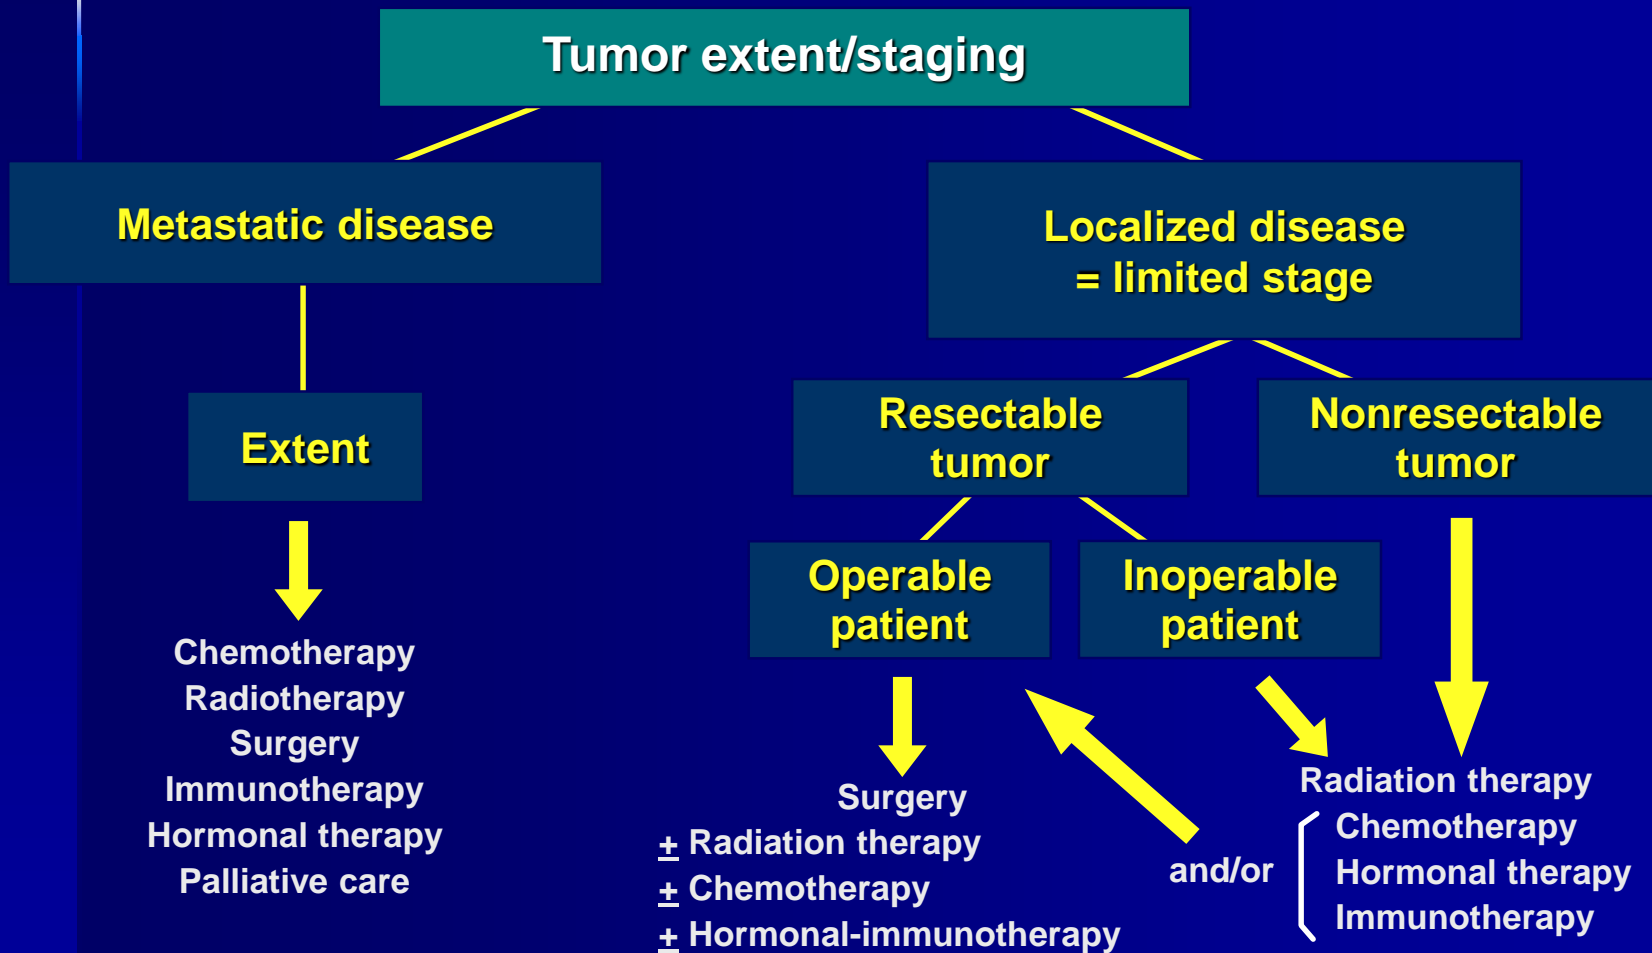 Tumor extent/staging
Metastatic disease
Localized disease
= limited stage
Extent
Resectable
tumor
Nonresectable
tumor
Operable
patient
Inoperable
patient
Chemotherapy
Radiotherapy
Surgery
Immunotherapy
Hormonal therapy
Palliative care
Surgery
± Radiation therapy
± Chemotherapy
± Hormonal-immunotherapy
and/or
Radiation therapy
Chemotherapy
Hormonal therapy
Immunotherapy